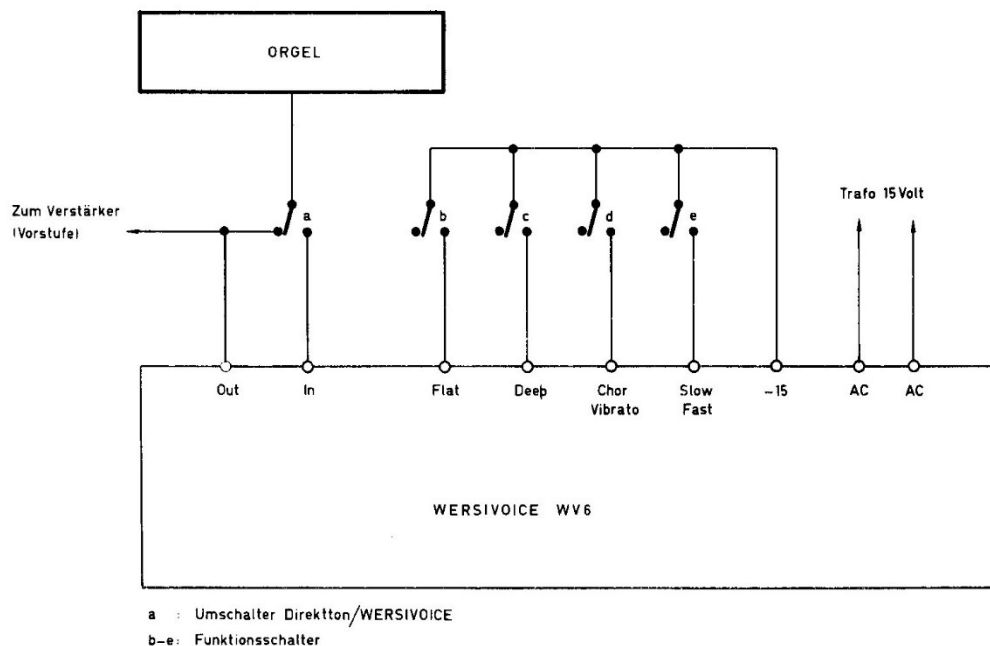 ORGEL
Trafo 15 Volt
Zum Verstärker
(Vorstufe)
a
b
c
d
e
Out
In
Flat
Deep
Chor
Vibrato
Slow
Fast
-15
AC
AC
WERSIVOICE WV6
a : Umschalter Direktton/WERSIVOICE
b-e: Funktionsschalter